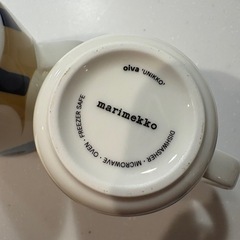 oiva 'UNIKKO'
marimekko
DISHWASHER - MICROWAVE - OVEN - FREEZER SAFE